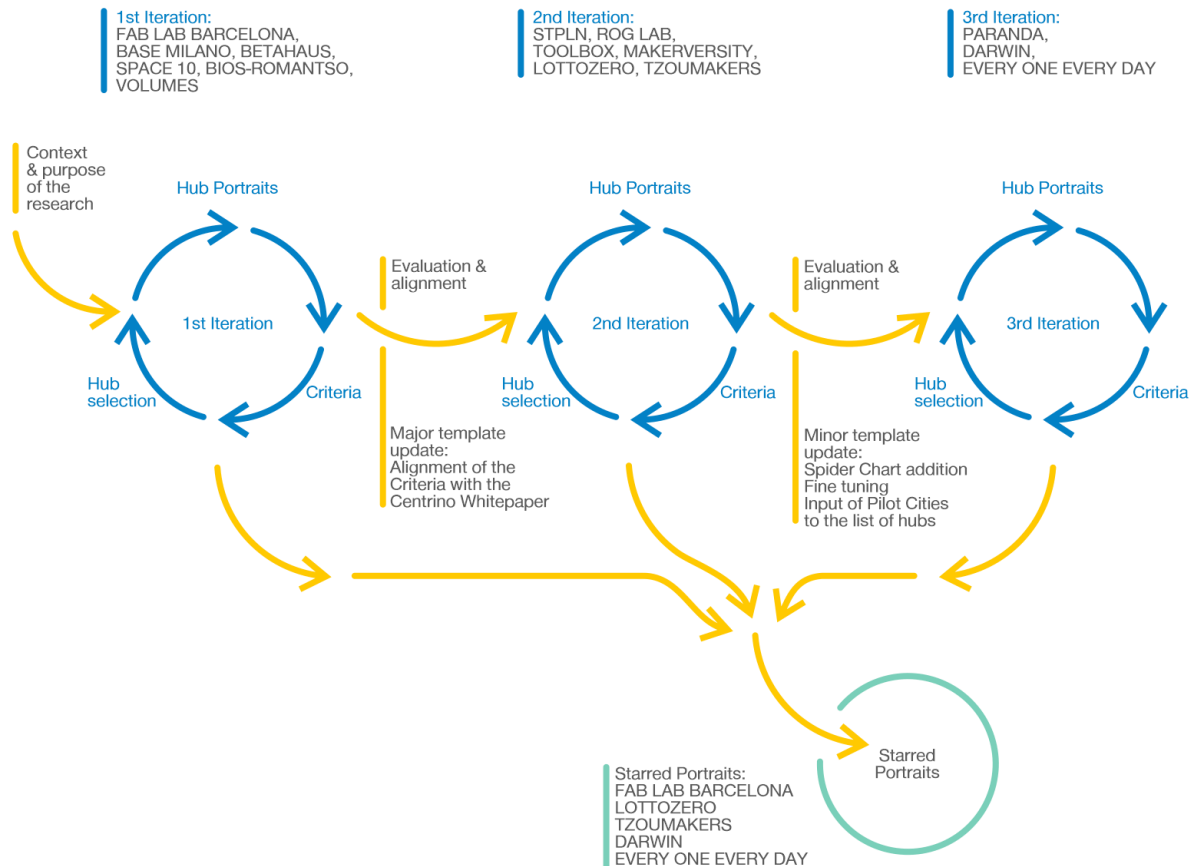 1st Iteration:
FAB LAB BARCELONA,
BASE MILANO, BETAHAUS,
SPACE 10, BIOS-ROMANTSO,
VOLUMES
2nd Iteration:
STPLN, ROG LAB,
TOOLBOX, MAKERVERSITY,
LOTTOZERO, TZOUMAKERS
3rd Iteration:
PARANDA,
DARWIN,
EVERY ONE EVERY DAY
Context
& purpose
of the
research
Hub Portraits
1st Iteration
Hub
selection
Criteria
Evaluation &
alignment
Major template
update:
Alignment of the
Criteria with the
Centrino Whitepaper
Hub Portraits
2nd Iteration
Hub
selection
Criteria
Evaluation &
alignment
Minor template
update:
Spider Chart addition
Fine tuning
Input of Pilot Cities
to the list of hubs
Hub Portraits
3rd Iteration
Hub
selection
Criteria
Starred
Portraits
Starred Portraits:
FAB LAB BARCELONA
LOTTOZERO
TZOUMAKERS
DARWIN
EVERY ONE EVERY DAY